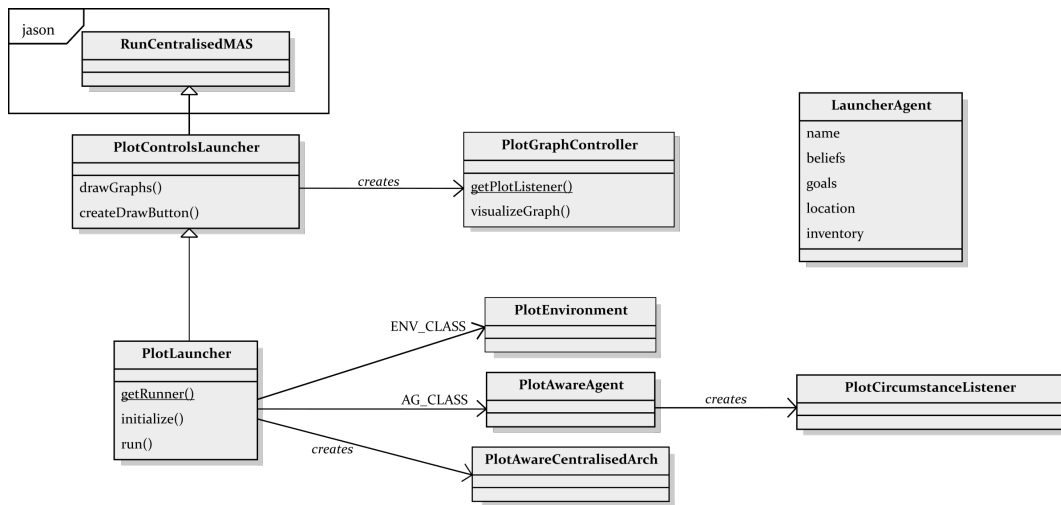 jason
RunCentralisedMAS
PlotControlsLauncher
drawGraphs()
createDrawButton()
creates
PlotGraphController
getPlotListener()
visualizeGraph()
LauncherAgent
name
beliefs
goals
location
inventory
PlotLauncher
getRunner()
initialize()
run()
ENV_CLASS
PlotEnvironment
AG_CLASS
PlotAwareAgent
creates
PlotCircumstanceListener
creates
PlotAwareCentralisedArch